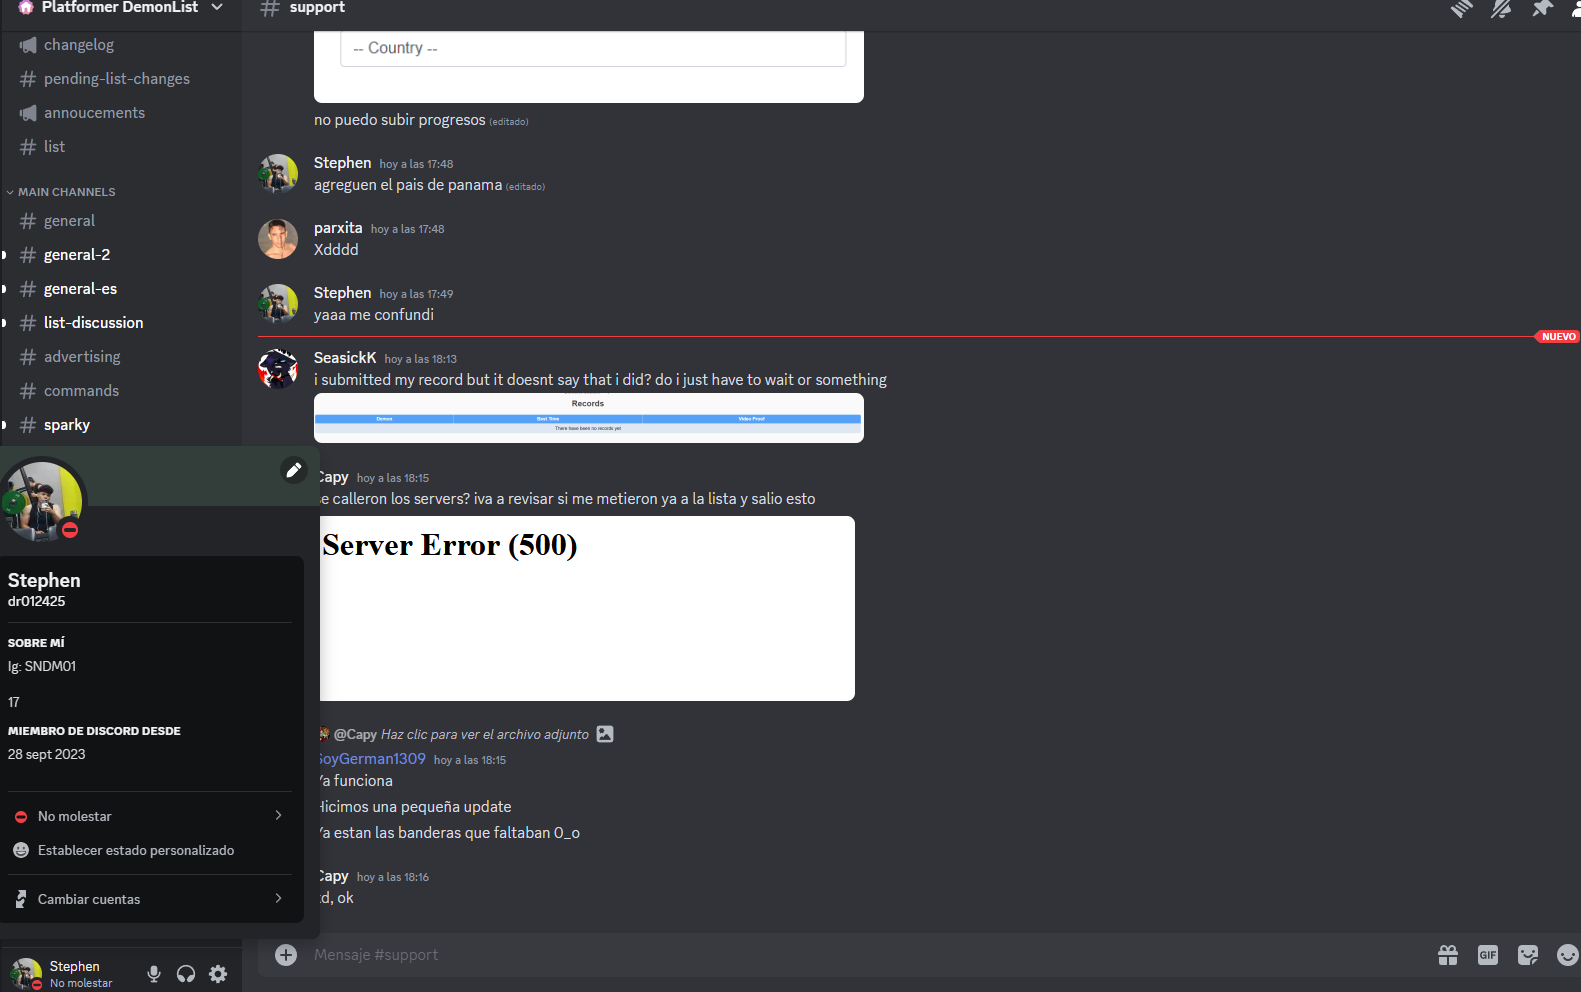 Platformer DemonList
support
changelog
pending-list-changes
annoucements
list
MAIN CHANNELS
general
general-2
general-es
list-discussion
advertising
commands
sparky
-- Country --
no puedo subir progresos (editado)
Stephen hoy a las 17:48
agreguen el pais de panama (editado)
parxita hoy a las 17:48
Xdddd
Stephen hoy a las 17:49
yaaa me confundi
NUEVO
SeasickK hoy a las 18:13
i submitted my record but it doesnt say that i did? do i just have to wait or something
Records
Demon Best Time Video Proof
There have been no records yet
Capy hoy a las 18:15
se calleron los servers? iva a revisar si me metieron ya a la lista y salio esto
Server Error (500)
@Capy Haz clic para ver el archivo adjunto
SoyGerman1309 hoy a las 18:15
Ya funciona
Hicimos una pequeña update
Ya estan las banderas que faltaban 0_o
Capy hoy a las 18:16
xd, ok
Mensaje #support
GIF
Stephen
dr012425
SOBRE MÍ
Ig: SNDM01
17
MIEMBRO DE DISCORD DESDE
28 sept 2023
No molestar
Establecer estado personalizado
Cambiar cuentas
Stephen
No molestar